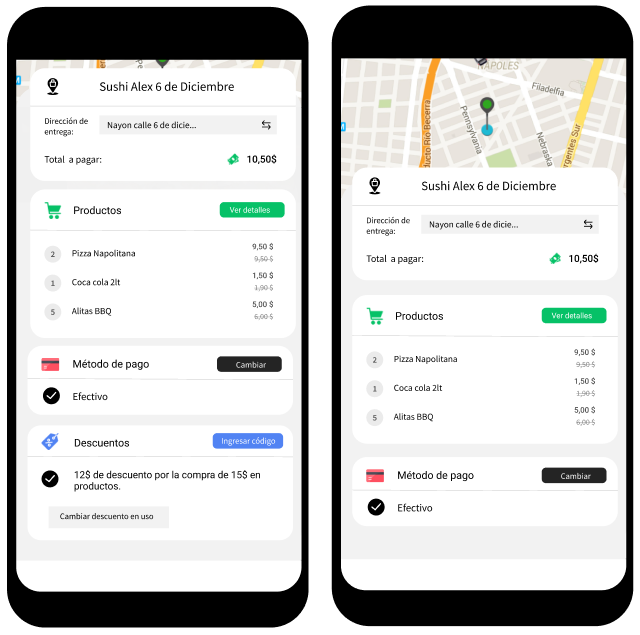 Sushi Alex 6 de Diciembre
Dirección de
entrega:
Nayon calle 6 de dicie...
Total a pagar:
10,50$
Productos
Ver detalles
2
Pizza Napolitana
9,50 $
9,50 $
1
Coca cola 2lt
1,50 $
1,90 $
5
Alitas BBQ
5,00 $
6,00 $
Método de pago
Cambiar
Efectivo
Descuentos
Ingresar código
12$ de descuento por la compra de 15$ en
productos.
Cambiar descuento en uso
NAPOLES
Filadelfia
Pennsylvania
Nebraska
ducto Río Becerra
rgentes Sur
Sushi Alex 6 de Diciembre
Dirección de
entrega:
Nayon calle 6 de dicie...
Total a pagar:
10,50$
Productos
Ver detalles
2
Pizza Napolitana
9,50 $
9,50 $
1
Coca cola 2lt
1,50 $
1,90 $
5
Alitas BBQ
5,00 $
6,00 $
Método de pago
Cambiar
Efectivo